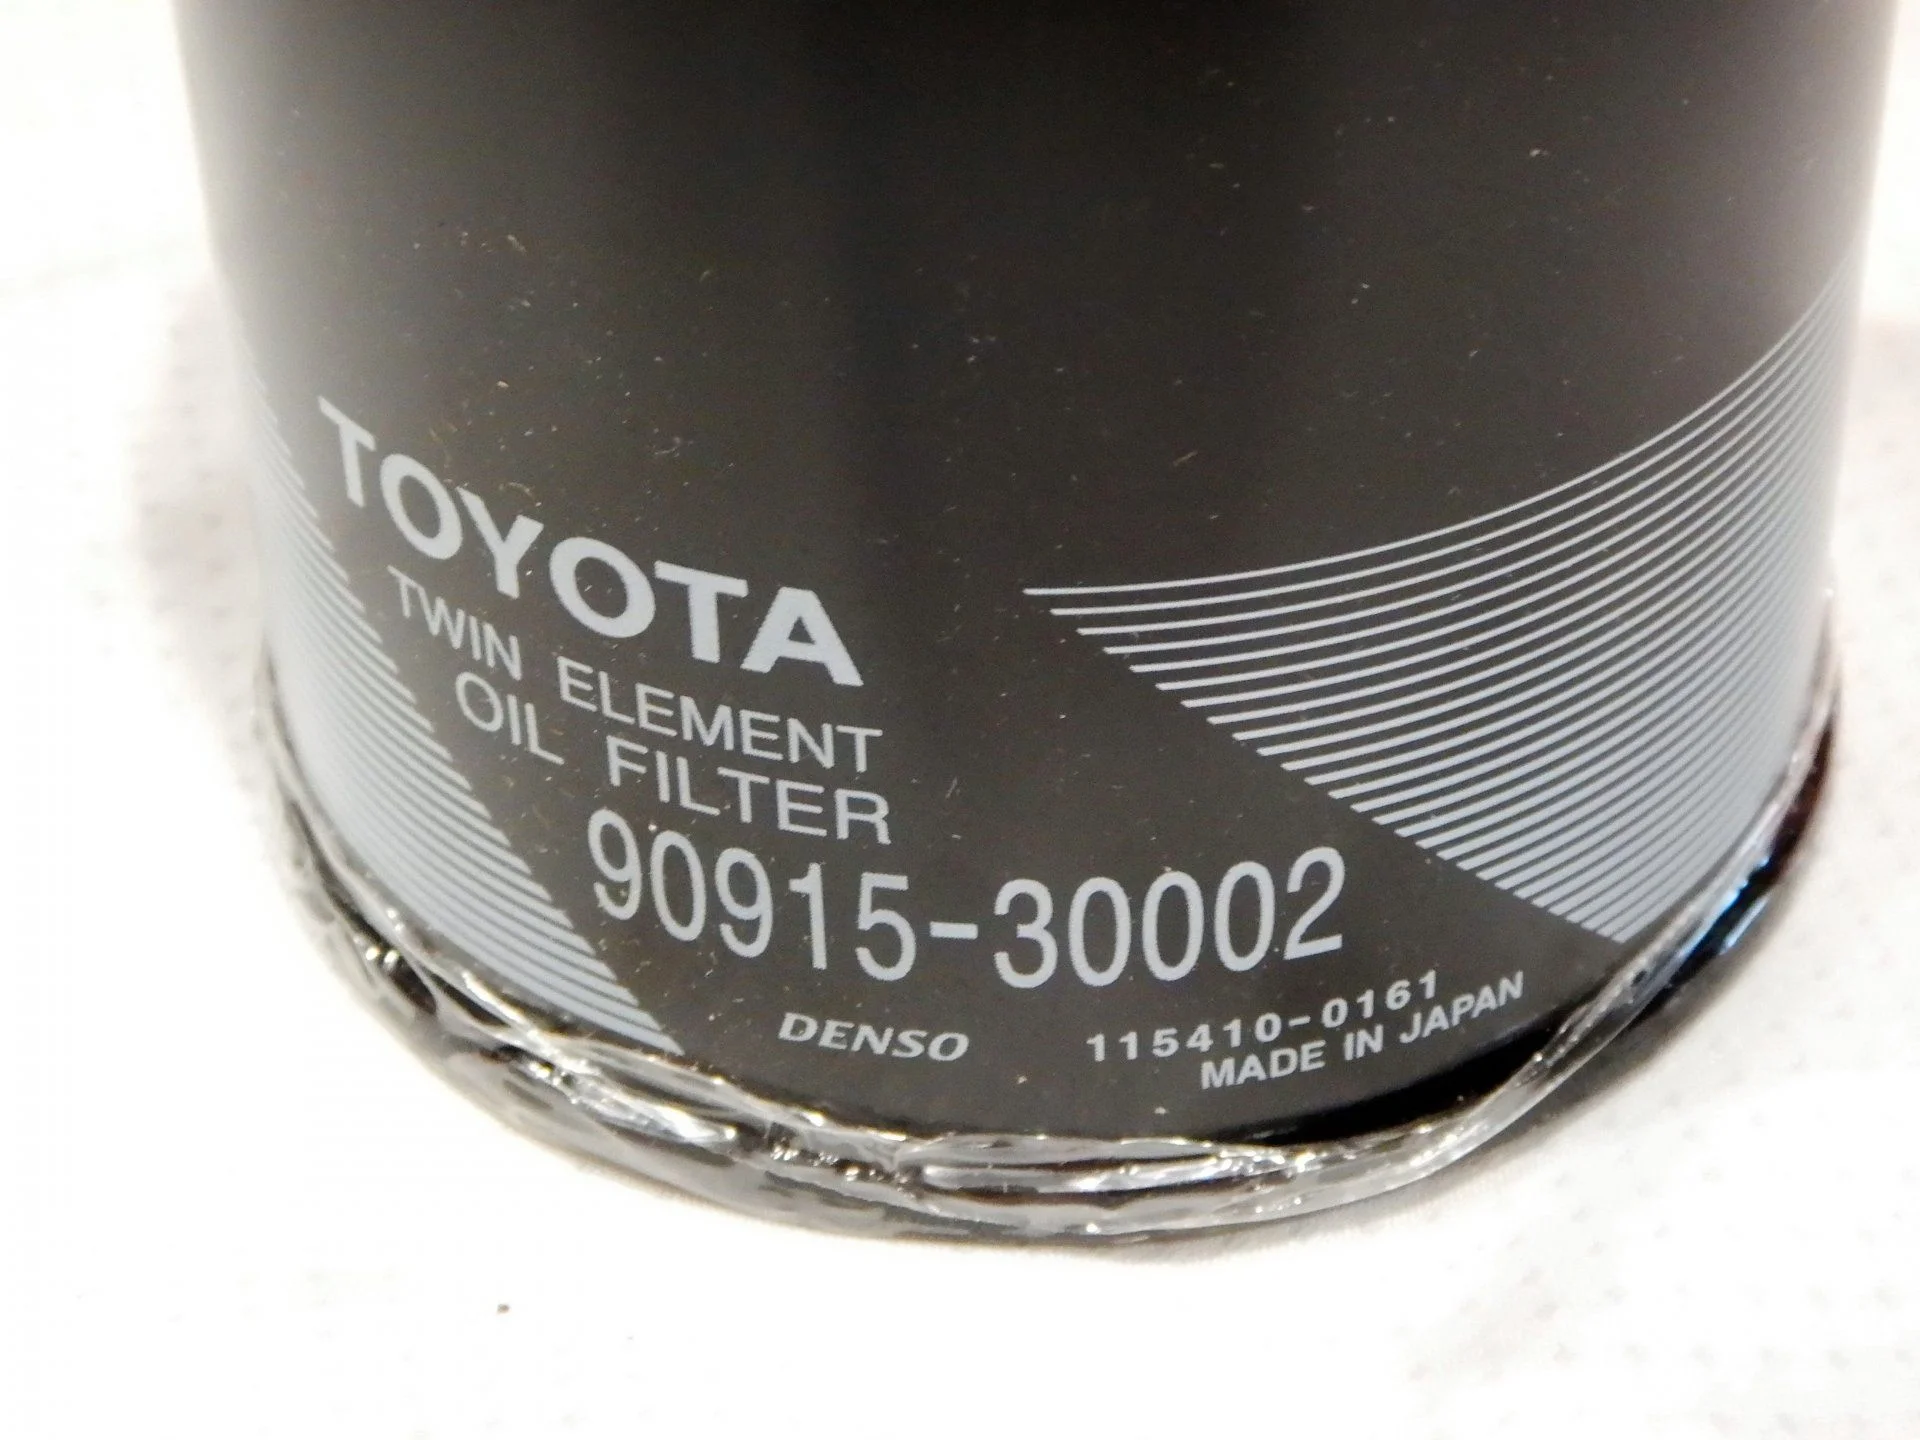 TOYOTA
TWIN ELEMENT
OIL FILTER
90915-30002
DENSO
115410-0161
MADE IN JAPAN